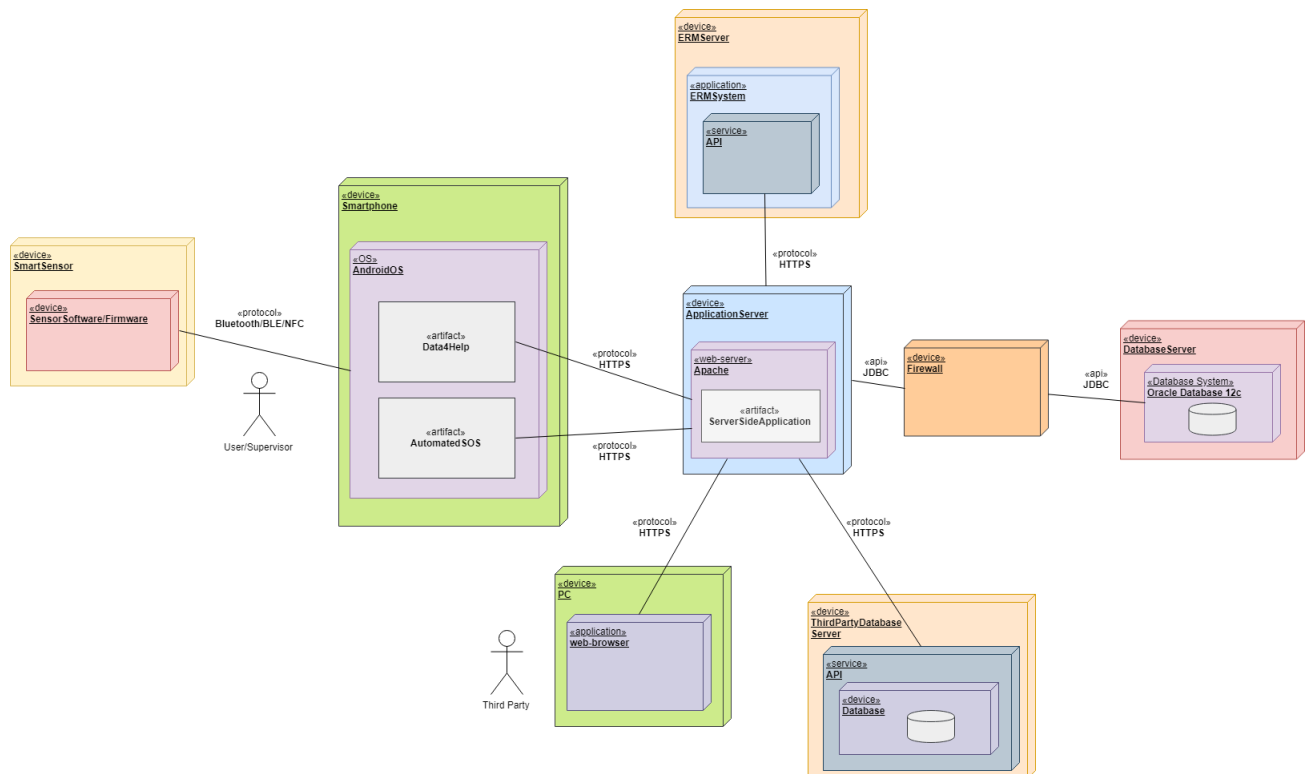 «device»
ERMServer
«application»
ERMSystem
«service»
API
«device»
Smartphone
«OS»
AndroidOS
«artifact»
Data4Help
«artifact»
AutomatedSOS
«device»
SmartSensor
«device»
SensorSoftware/Firmware
«protocol»
Bluetooth/BLE/NFC
User/Supervisor
«protocol»
HTTPS
«protocol»
HTTPS
«protocol»
HTTPS
«device»
ApplicationServer
«web-server»
Apache
«artifact»
ServerSideApplication
«api»
JDBC
«device»
Firewall
«api»
JDBC
«device»
DatabaseServer
«Database System»
Oracle Database 12c
«protocol»
HTTPS
«protocol»
HTTPS
«device»
PC
«application»
web-browser
Third Party
«device»
ThirdPartyDatabase
Server
«service»
API
«device»
Database